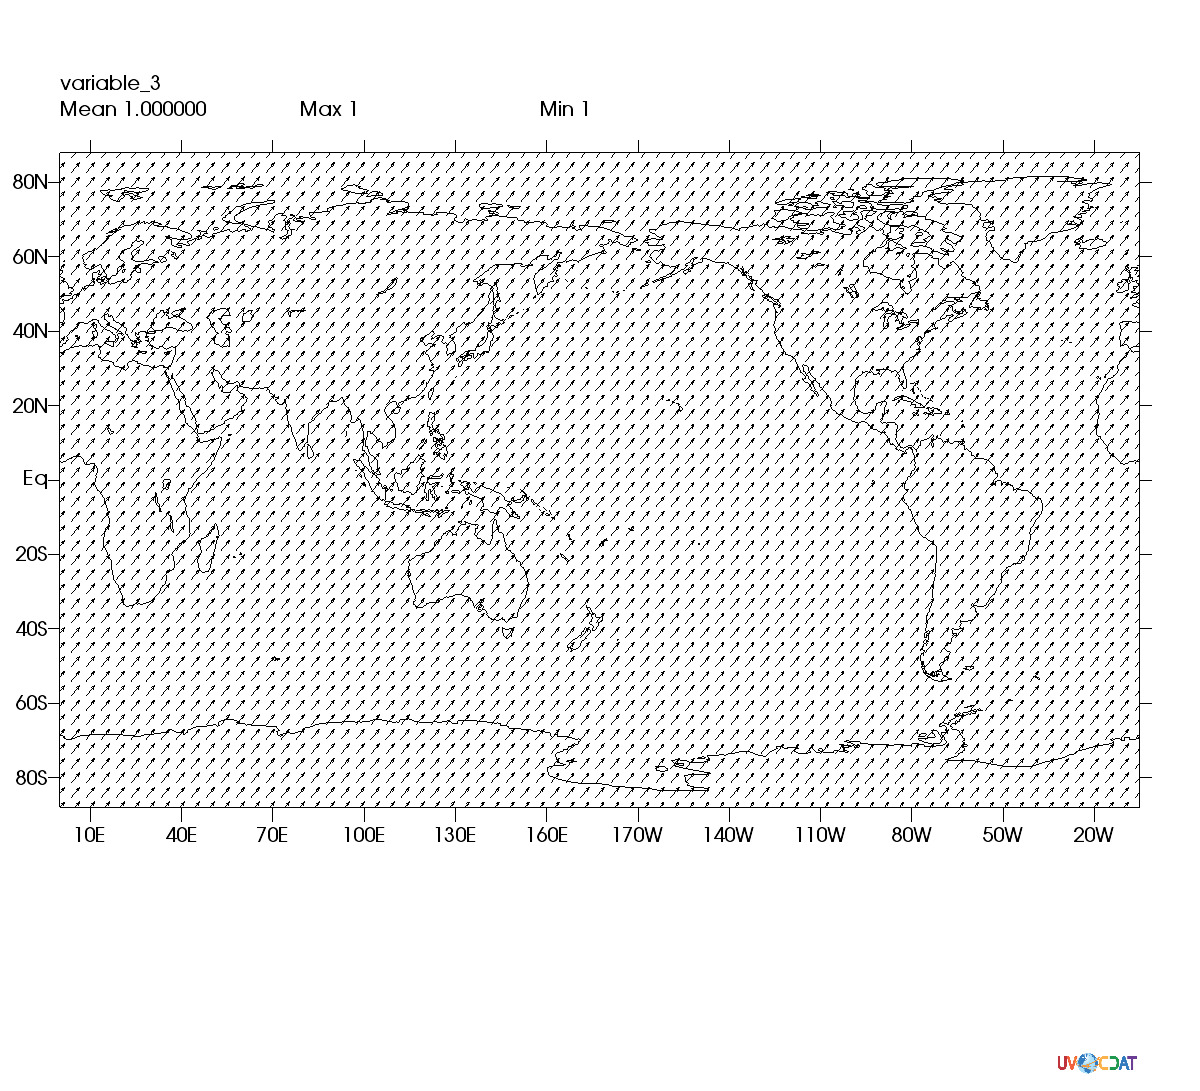 variable_3
Mean 1.000000 Max 1 Min 1
80N
60N
40N
20N
Eq
20S
40S
60S
80S
10E 40E 70E 100E 130E 160E 170W 140W 110W 80W 50W 20W
UV CDAT